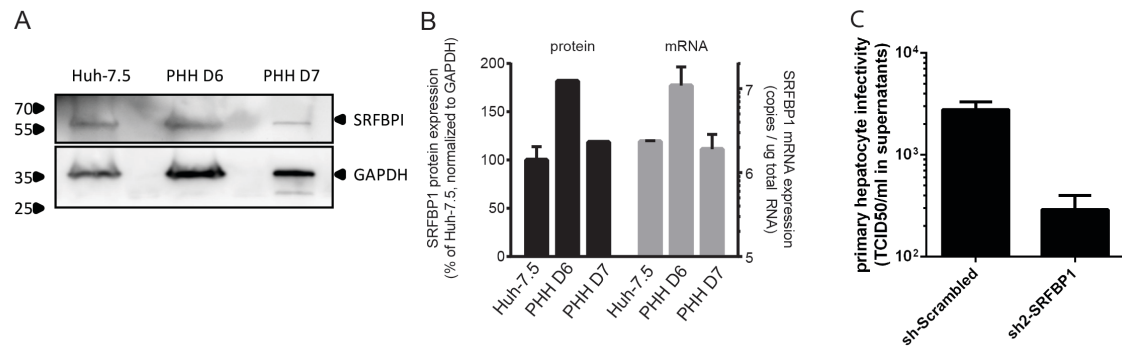 A
Huh-7.5 PHH D6 PHH D7
70
55
SRFBPI
35
GAPDH
25
B
protein mRNA
SRFBP1 protein expression
(% of Huh-7.5, normalized to GAPDH)
200
150
100
50
0
Huh-7.5 PHH D6 PHH D7 Huh-7.5 PHH D6 PHH D7
7
6
5
SRFBP1 mRNA expression
(copies / ug total RNA)
C
primary hepatocyte infectivity
(TCID50/ml in supernatants)
10⁴
10³
10²
sh-Scrambled sh2-SRFBP1